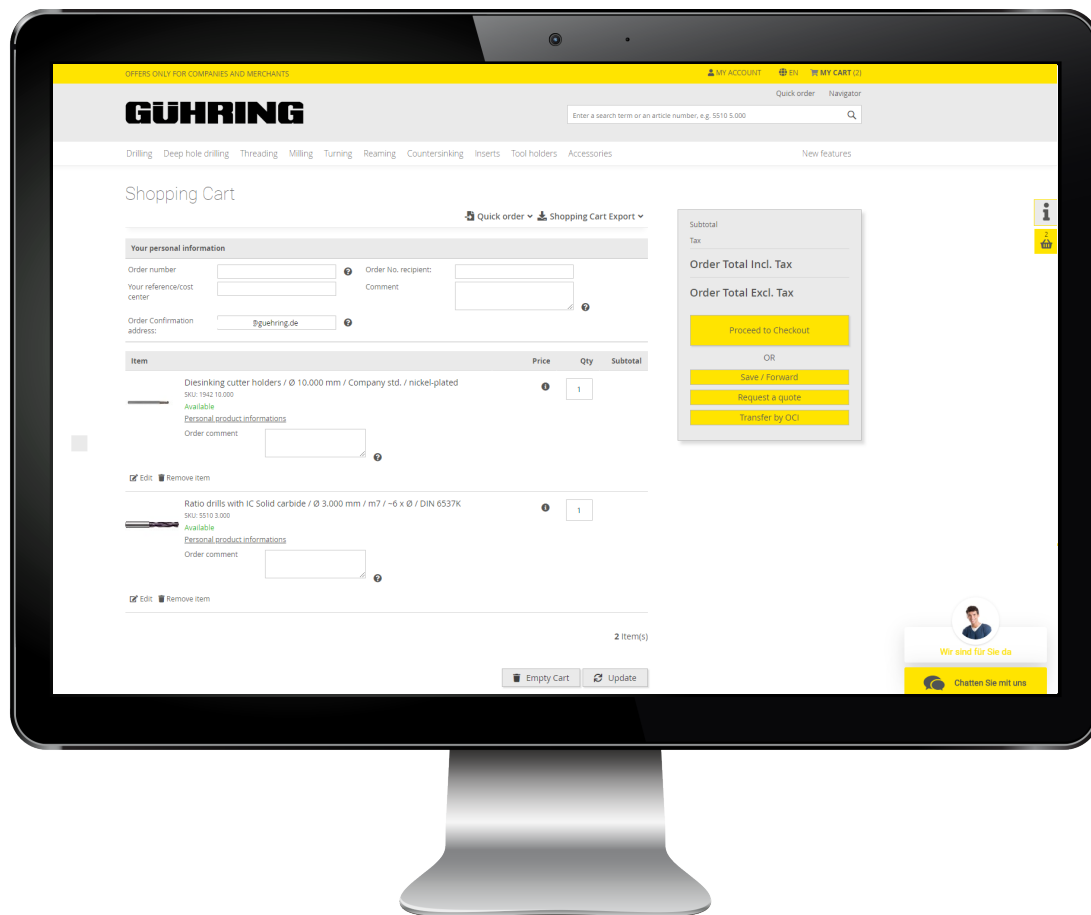 OFFERS ONLY FOR COMPANIES AND MERCHANTS
MY ACCOUNT EN MY CART (2)
Quick order Navigator
GÜHRING
Enter a search term or an article number, e.g. 5510 5.000
Drilling Deep hole drilling Threading Milling Turning Reaming Countersinking Inserts Tool holders Accessories New features
Shopping Cart
Quick order Shopping Cart Export
Your personal information
Order number
Order No. recipient:
Your reference/cost center
Comment
Order Confirmation address:
@guehring.de
Item Price Qty Subtotal
Diesinking cutter holders / Ø 10.000 mm / Company std. / nickel-plated
1
SKU: 1942 10.000
Available
Personal product informations
Order comment
Edit Remove item
Ratio drills with IC Solid carbide / Ø 3.000 mm / m7 / ~6 x Ø / DIN 6537K
1
SKU: 5510 3.000
Available
Personal product informations
Order comment
Edit Remove item
2 Item(s)
Empty Cart Update
Subtotal
Tax
Order Total Incl. Tax
Order Total Excl. Tax
Proceed to Checkout
OR
Save / Forward
Request a quote
Transfer by OCI
2
Wir sind für Sie da
Chatten Sie mit uns